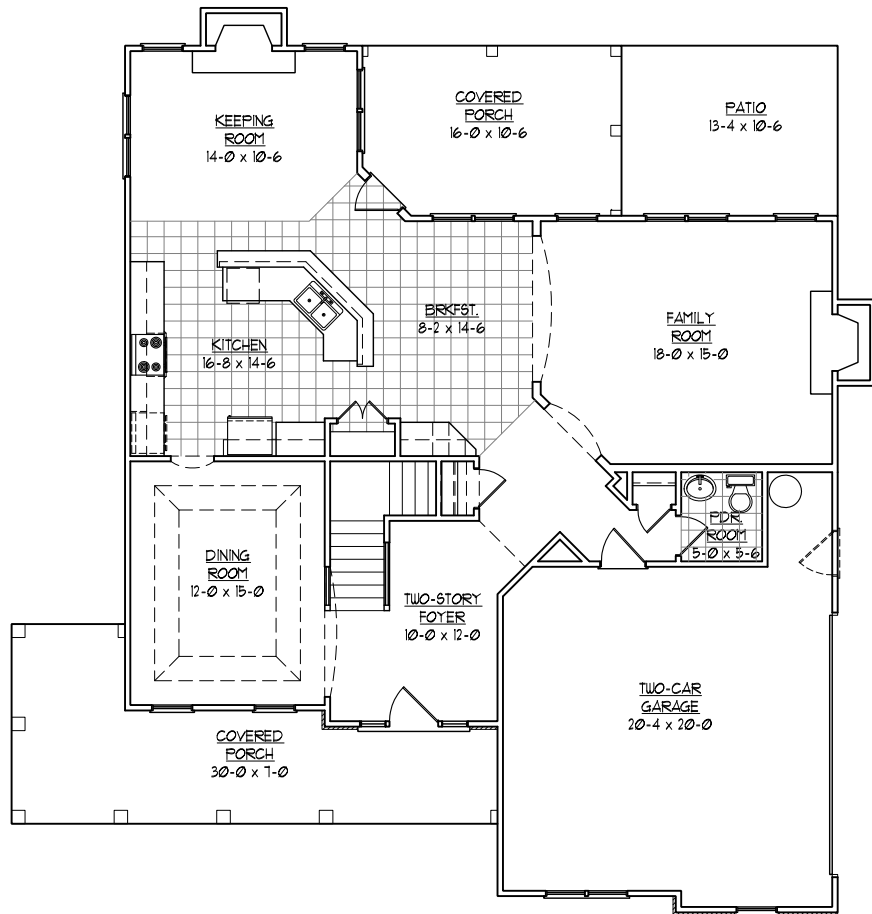 KEEPING
ROOM
14-0 x 10-6
COVERED
PORCH
16-0 x 10-6
PATIO
13-4 x 10-6
BRKFST.
8-2 x 14-6
KITCHEN
16-8 x 14-6
FAMILY
ROOM
18-0 x 15-0
PDR.
ROOM
5-0 x 5-6
DINING
ROOM
12-0 x 15-0
TWO-STORY
FOYER
10-0 x 12-0
TWO-CAR
GARAGE
20-4 x 20-0
COVERED
PORCH
30-0 x 7-0